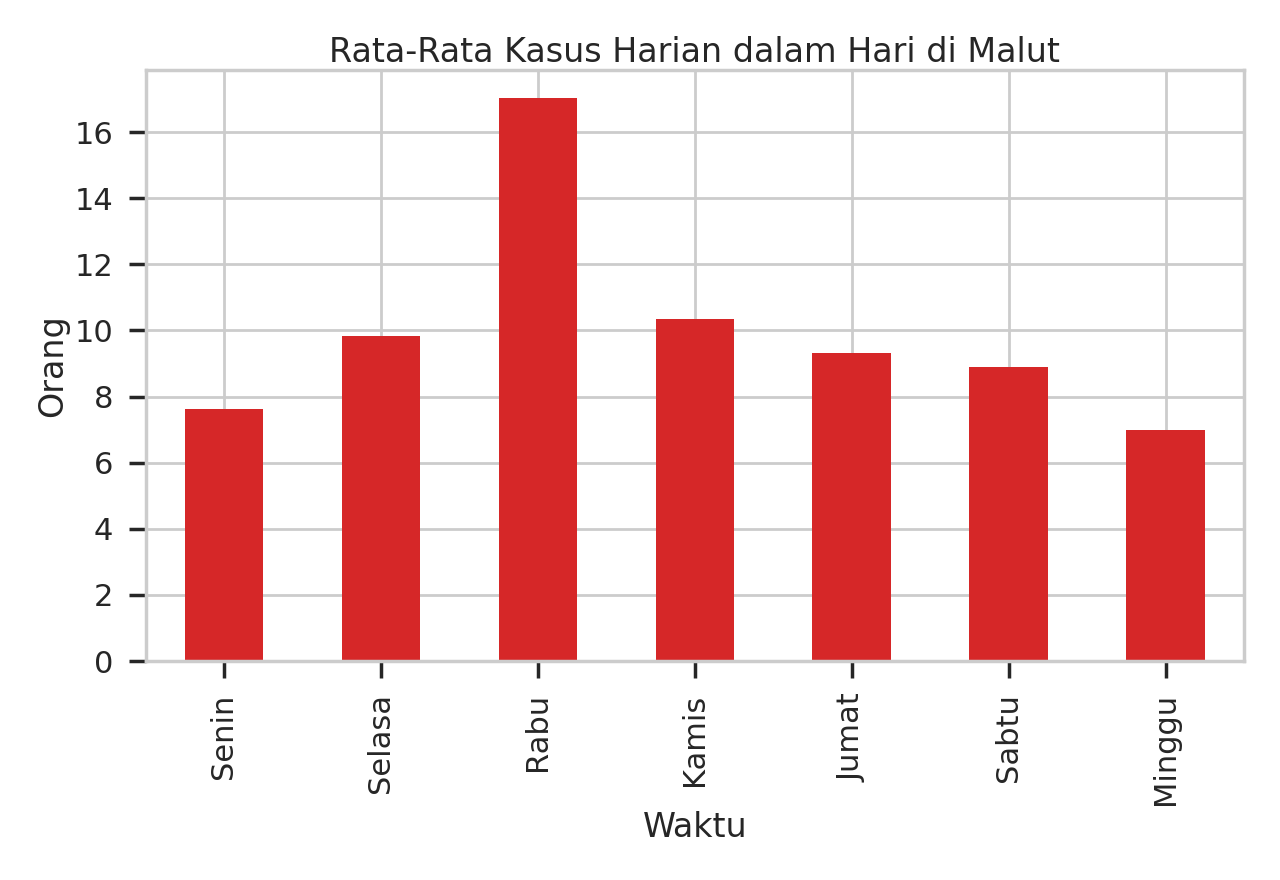 Rata-Rata Kasus Harian dalam Hari di Malut
Orang
16
14
12
10
8
6
4
2
0
Senin
Selasa
Rabu
Kamis
Jumat
Sabtu
Minggu
Waktu